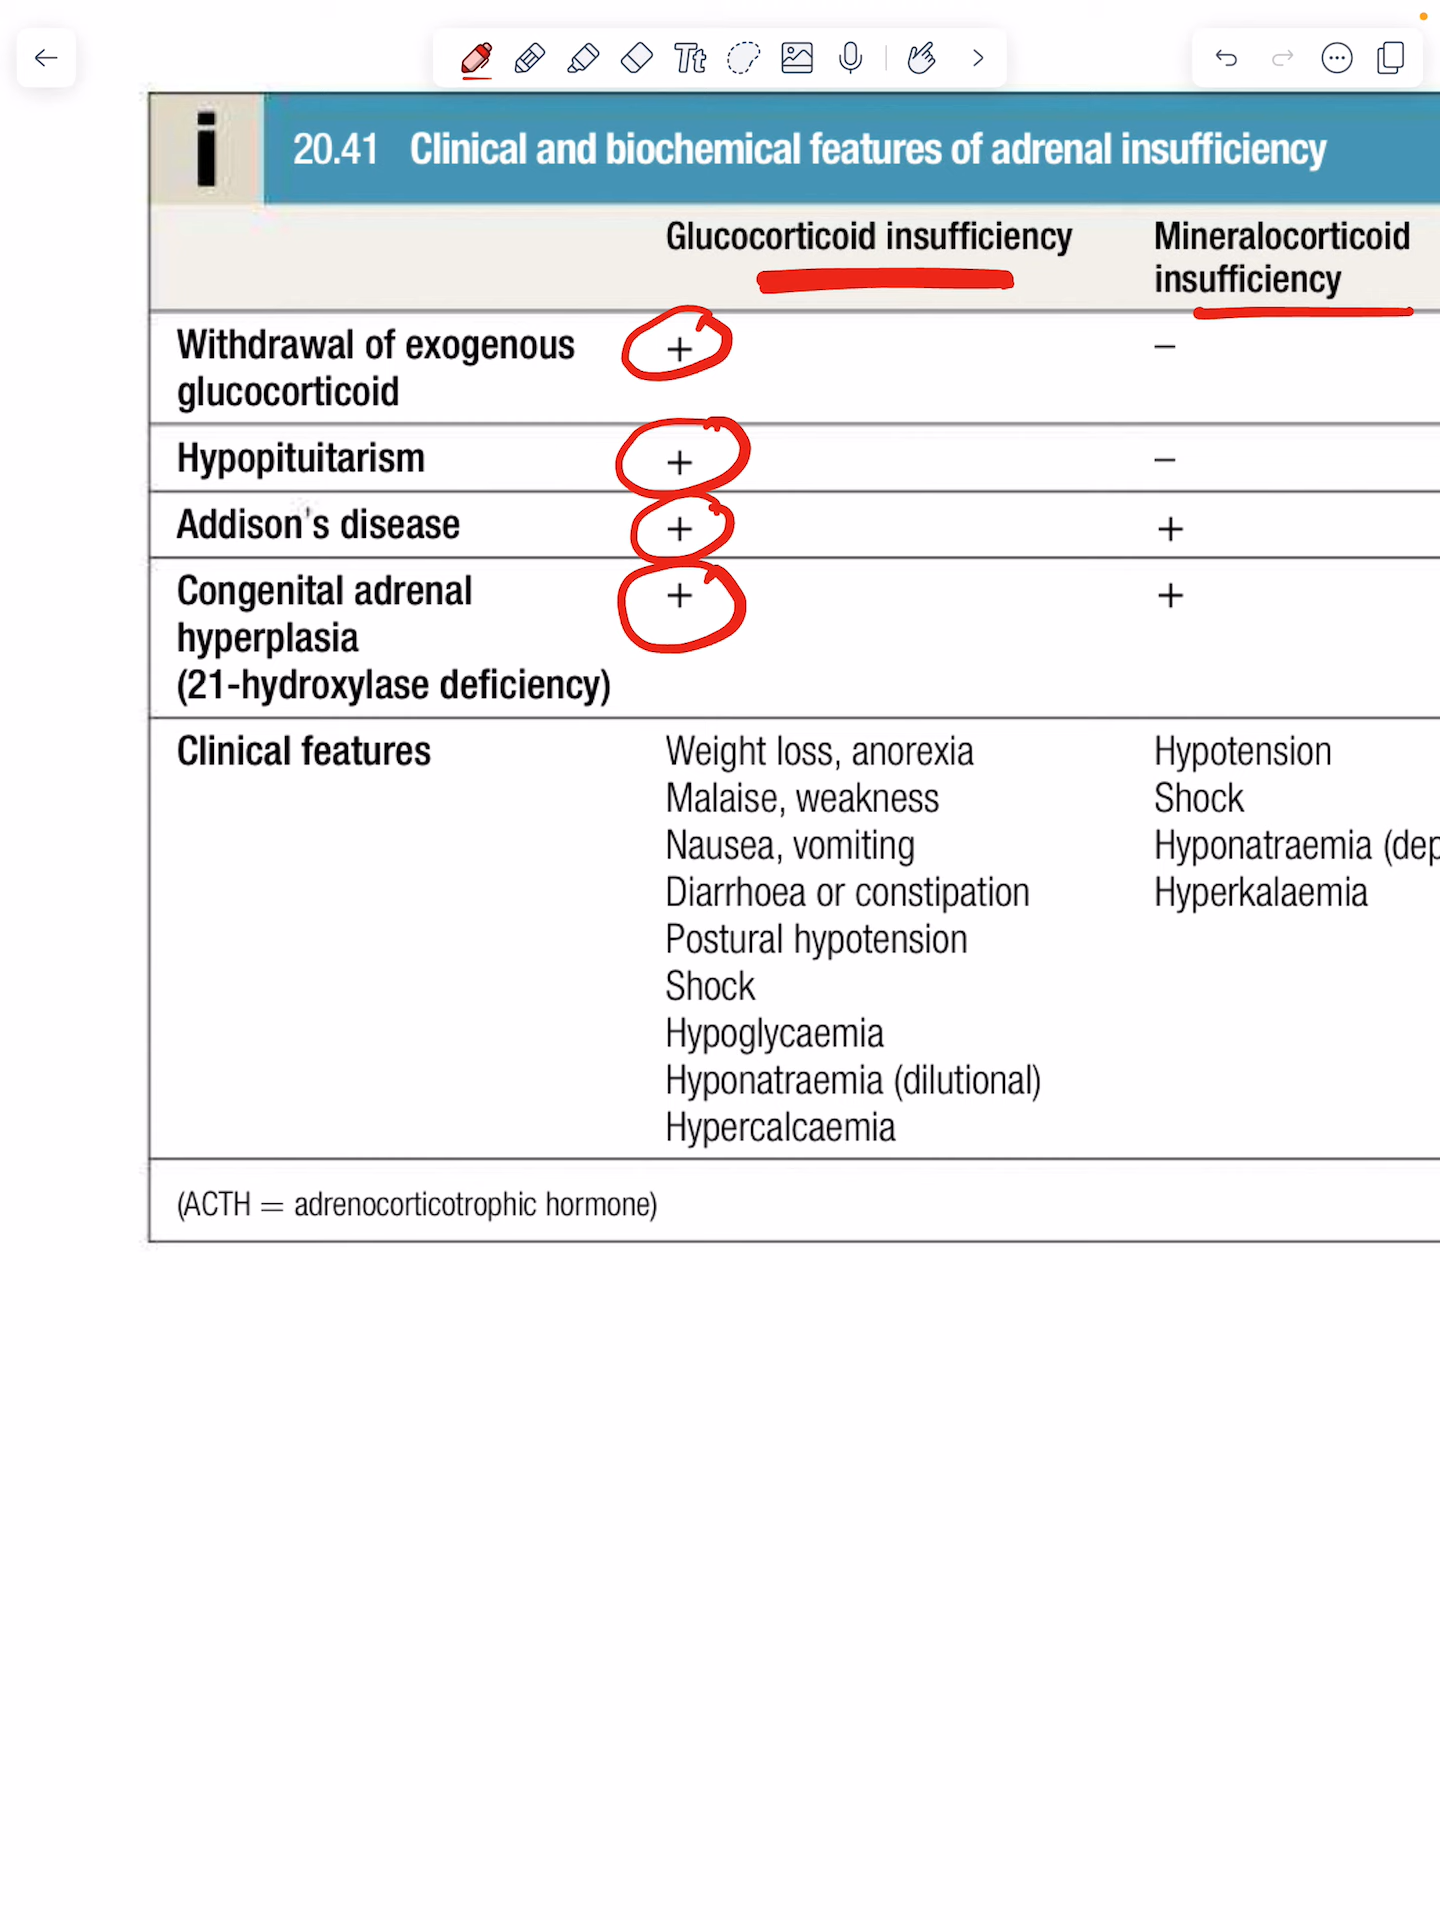 Tt
i
20.41 Clinical and biochemical features of adrenal insufficiency
Glucocorticoid insufficiency
Mineralocorticoid
insufficiency
Withdrawal of exogenous
glucocorticoid
+
−
Hypopituitarism
+
−
Addison's disease
+
+
Congenital adrenal
hyperplasia
(21-hydroxylase deficiency)
+
+
Clinical features
Weight loss, anorexia
Malaise, weakness
Nausea, vomiting
Diarrhoea or constipation
Postural hypotension
Shock
Hypoglycaemia
Hyponatraemia (dilutional)
Hypercalcaemia
Hypotension
Shock
Hyponatraemia (dep
Hyperkalaemia
(ACTH = adrenocorticotrophic hormone)